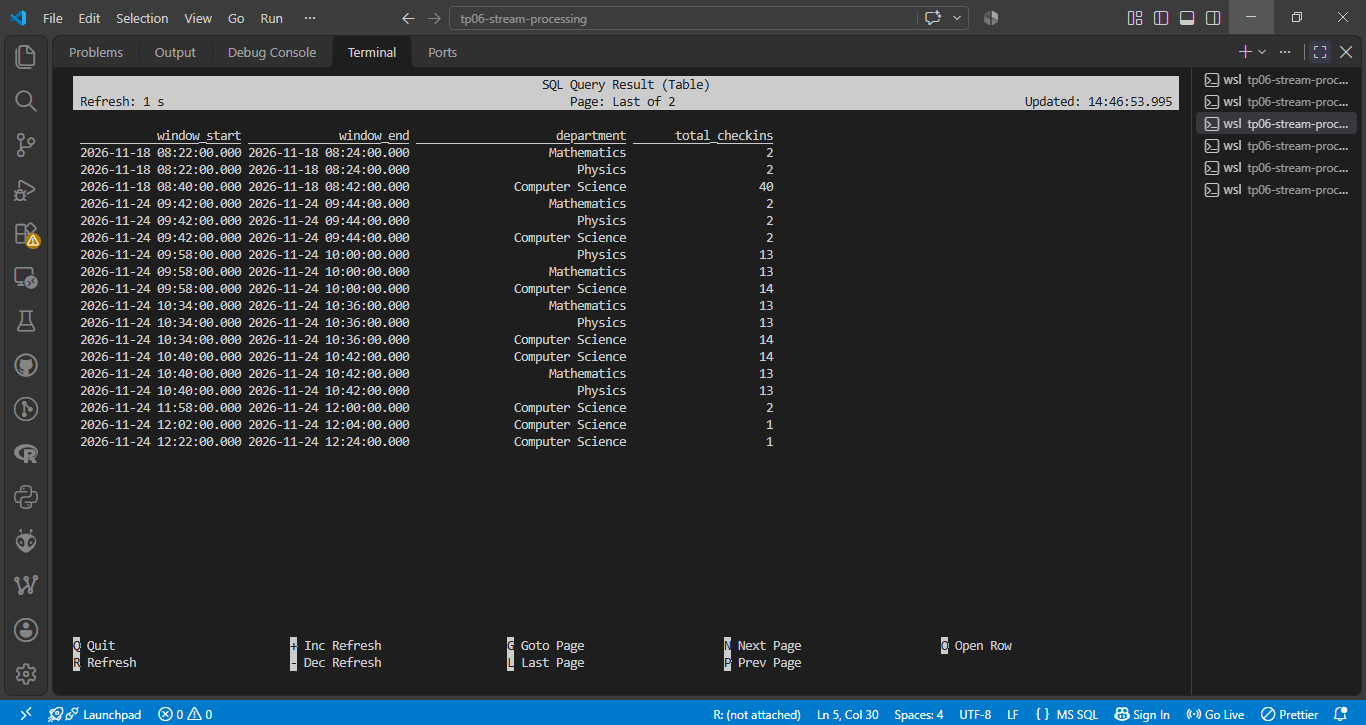 File Edit Selection View Go Run ··· tp06-stream-processing
Problems Output Debug Console Terminal Ports
SQL Query Result (Table)
Refresh: 1 s Page: Last of 2 Updated: 14:46:53.995
window_start window_end department total_checkins
2026-11-18 08:22:00.000 2026-11-18 08:24:00.000 Mathematics 2
2026-11-18 08:22:00.000 2026-11-18 08:24:00.000 Physics 2
2026-11-18 08:40:00.000 2026-11-18 08:42:00.000 Computer Science 40
2026-11-24 09:42:00.000 2026-11-24 09:44:00.000 Mathematics 2
2026-11-24 09:42:00.000 2026-11-24 09:44:00.000 Physics 2
2026-11-24 09:42:00.000 2026-11-24 09:44:00.000 Computer Science 2
2026-11-24 09:58:00.000 2026-11-24 10:00:00.000 Physics 13
2026-11-24 09:58:00.000 2026-11-24 10:00:00.000 Mathematics 13
2026-11-24 09:58:00.000 2026-11-24 10:00:00.000 Computer Science 14
2026-11-24 10:34:00.000 2026-11-24 10:36:00.000 Mathematics 13
2026-11-24 10:34:00.000 2026-11-24 10:36:00.000 Physics 13
2026-11-24 10:34:00.000 2026-11-24 10:36:00.000 Computer Science 14
2026-11-24 10:40:00.000 2026-11-24 10:42:00.000 Computer Science 14
2026-11-24 10:40:00.000 2026-11-24 10:42:00.000 Mathematics 13
2026-11-24 10:40:00.000 2026-11-24 10:42:00.000 Physics 13
2026-11-24 11:58:00.000 2026-11-24 12:00:00.000 Computer Science 2
2026-11-24 12:02:00.000 2026-11-24 12:04:00.000 Computer Science 1
2026-11-24 12:22:00.000 2026-11-24 12:24:00.000 Computer Science 1
Q Quit + Inc Refresh G Goto Page N Next Page O Open Row
R Refresh - Dec Refresh L Last Page P Prev Page
wsl tp06-stream-proc...
wsl tp06-stream-proc...
wsl tp06-stream-proc...
wsl tp06-stream-proc...
wsl tp06-stream-proc...
wsl tp06-stream-proc...
Launchpad 0 0 R: (not attached) Ln 5, Col 30 Spaces: 4 UTF-8 LF { } MS SQL Sign In Go Live Prettier